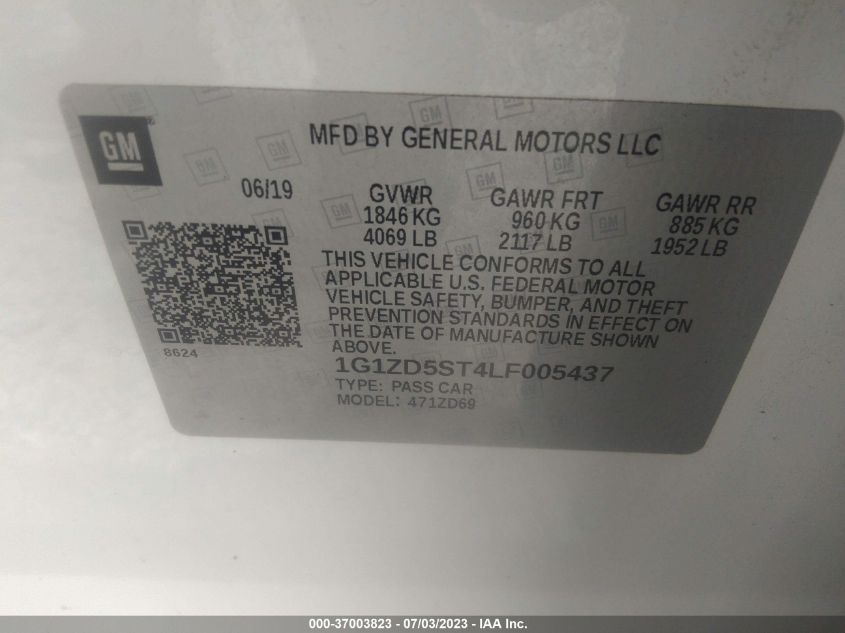 GM
MFD BY GENERAL MOTORS LLC
06/19
GVWR GAWR FRT GAWR RR
1846 KG 960 KG 885 KG
4069 LB 2117 LB 1952 LB
THIS VEHICLE CONFORMS TO ALL
APPLICABLE U.S. FEDERAL MOTOR
VEHICLE SAFETY, BUMPER, AND THEFT
PREVENTION STANDARDS IN EFFECT ON
THE DATE OF MANUFACTURE SHOWN
ABOVE.
8624
1G1ZD5ST4LF005437
TYPE: PASS CAR
MODEL: 471ZD69
000-37003823 - 07/03/2023 - STKUS4INC.